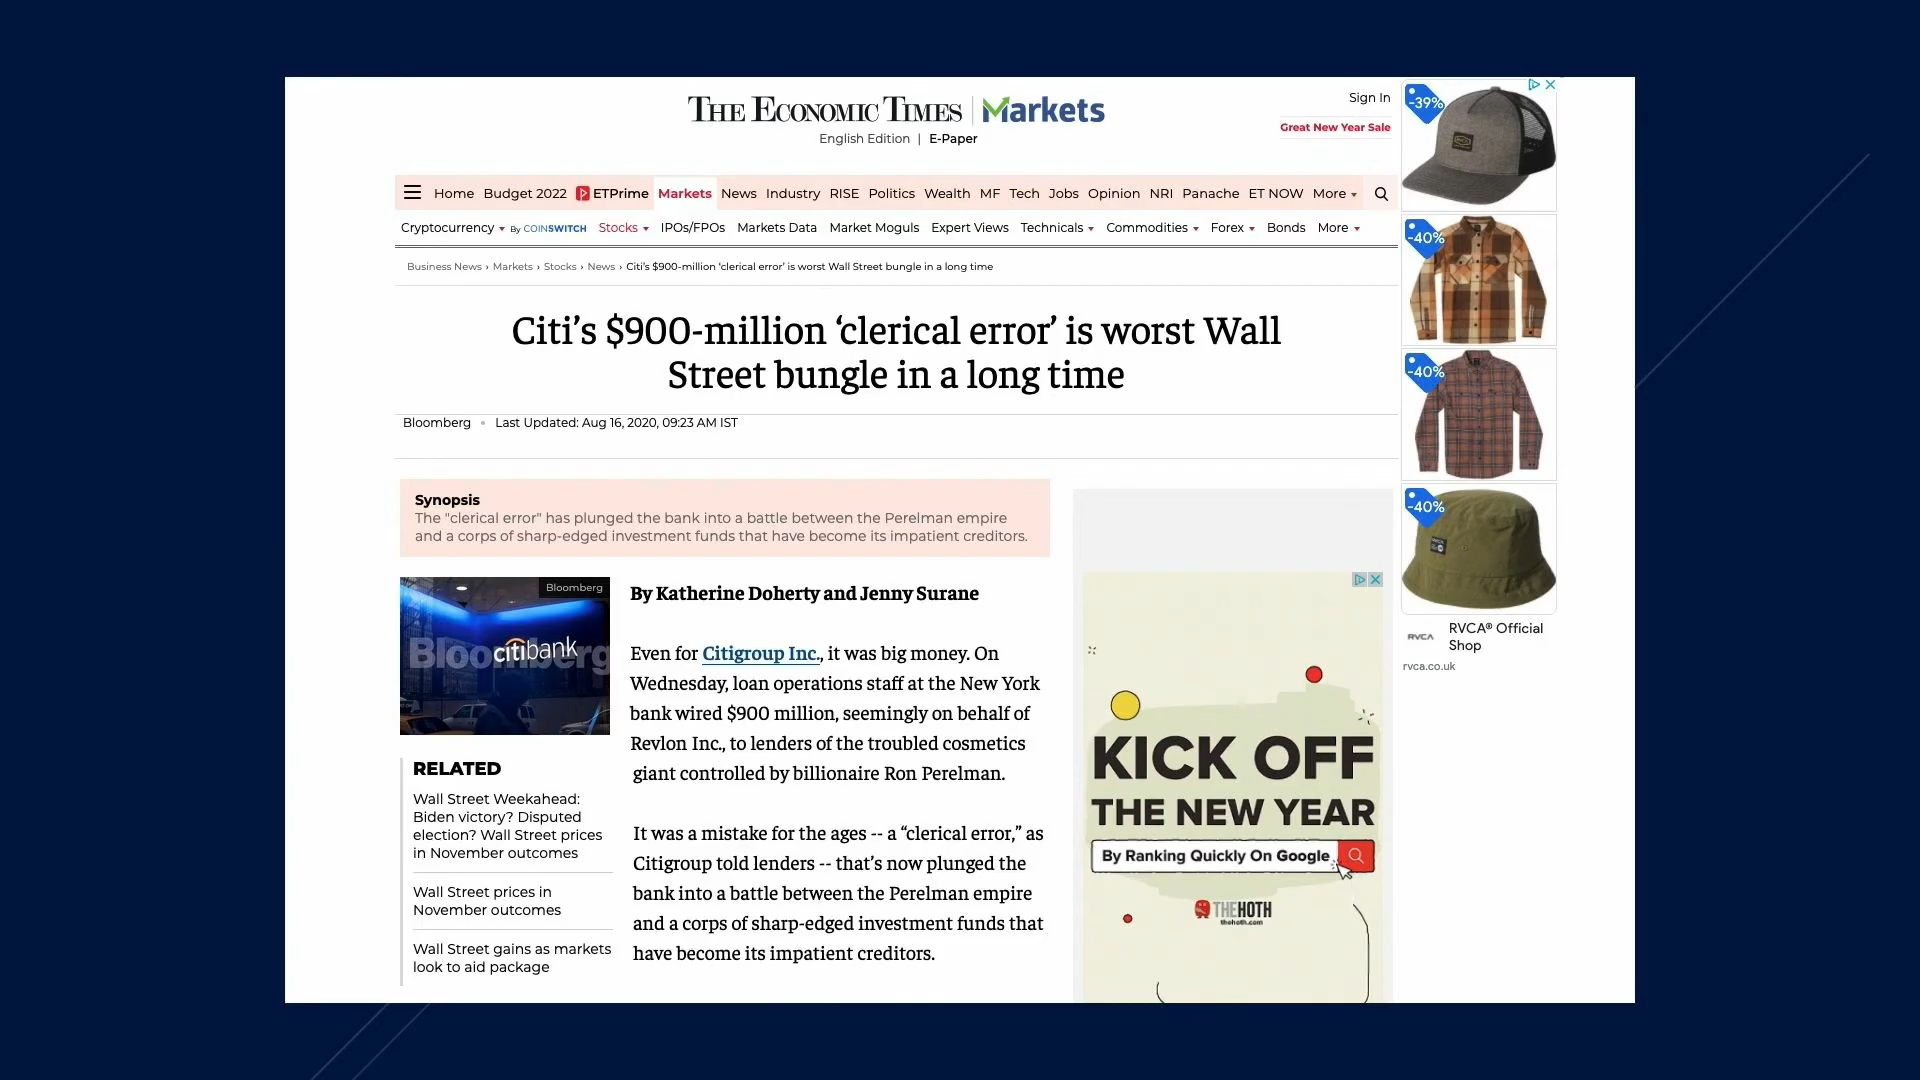 THE ECONOMIC TIMES | Markets
English Edition | E-Paper
Sign In
Great New Year Sale
Home Budget 2022 ETPrime Markets News Industry RISE Politics Wealth MF Tech Jobs Opinion NRI Panache ET NOW More
Cryptocurrency By COINSWITCH Stocks IPOs/FPOs Markets Data Market Moguls Expert Views Technicals Commodities Forex Bonds More
Business News › Markets › Stocks › News › Citi's $900-million ‘clerical error’ is worst Wall Street bungle in a long time
Citi’s $900-million ‘clerical error’ is worst Wall
Street bungle in a long time
Bloomberg • Last Updated: Aug 16, 2020, 09:23 AM IST
Synopsis
The "clerical error" has plunged the bank into a battle between the Perelman empire
and a corps of sharp-edged investment funds that have become its impatient creditors.
Bloomberg
Bloomberg
citibank
RELATED
Wall Street Weekahead:
Biden victory? Disputed
election? Wall Street prices
in November outcomes
Wall Street prices in
November outcomes
Wall Street gains as markets
look to aid package
By Katherine Doherty and Jenny Surane
Even for Citigroup Inc., it was big money. On
Wednesday, loan operations staff at the New York
bank wired $900 million, seemingly on behalf of
Revlon Inc., to lenders of the troubled cosmetics
giant controlled by billionaire Ron Perelman.
It was a mistake for the ages -- a “clerical error,” as
Citigroup told lenders -- that’s now plunged the
bank into a battle between the Perelman empire
and a corps of sharp-edged investment funds that
have become its impatient creditors.
KICK OFF
THE NEW YEAR
By Ranking Quickly On Google
THEHOTH
thehoth.com
-39%
-40%
-40%
-40%
RVCA
RVCA® Official
Shop
rvca.co.uk